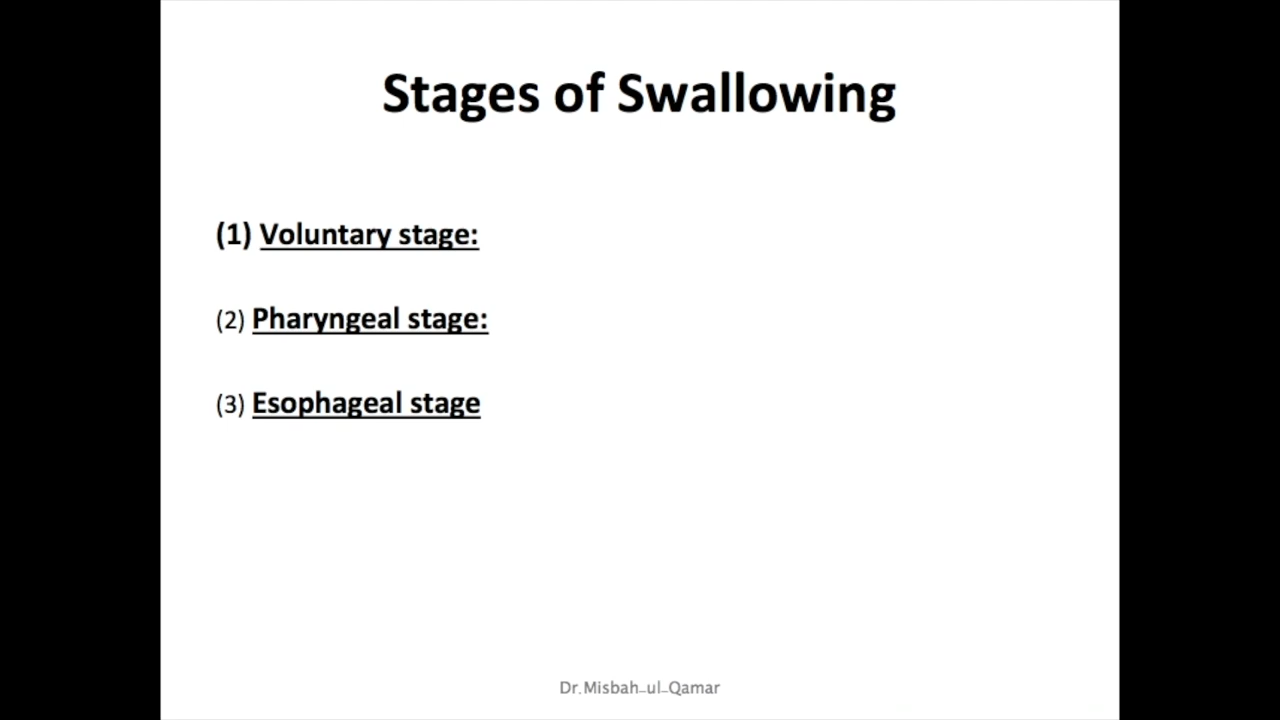 Stages of Swallowing
(1) Voluntary stage:
(2) Pharyngeal stage:
(3) Esophageal stage
Dr.Misbah-ul-Qamar